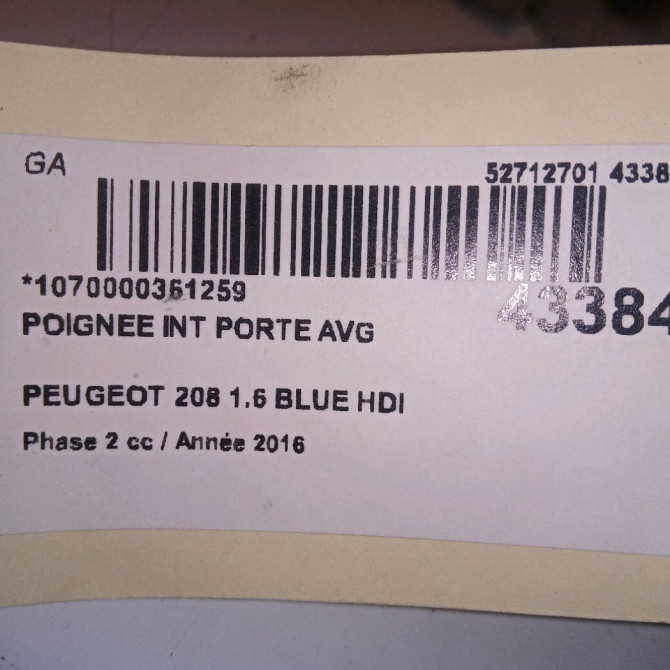 GA
52712701 4338
*1070000361259
43384
POIGNEE INT PORTE AVG
PEUGEOT 208 1.6 BLUE HDI
Phase 2 cc / Année 2016